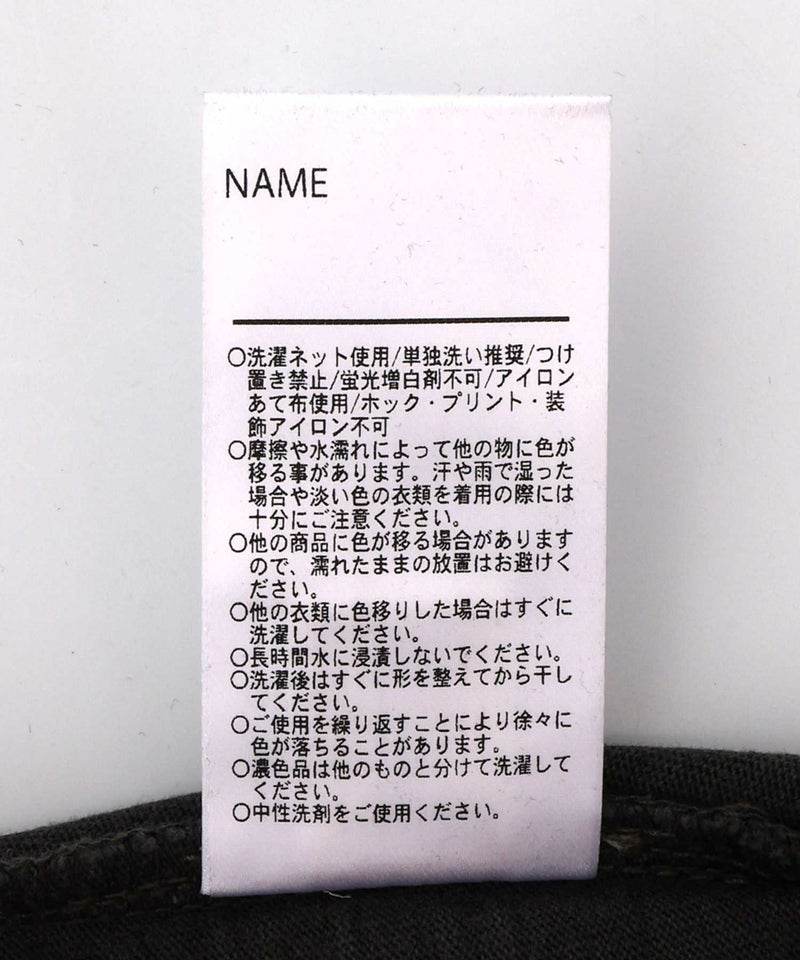 NAME
○洗濯ネット使用/単独洗い推奨/つけ
置き禁止/蛍光増白剤不可/アイロン
あて布使用/ホック・プリント・装
飾アイロン不可
○摩擦や水濡れによって他の物に色が
移る事があります。汗や雨で湿った
場合や淡い色の衣類を着用の際には
十分にご注意ください。
○他の商品に色が移る場合があります
ので、濡れたままの放置はお避けく
ださい。
○他の衣類に色移りした場合はすぐに
洗濯してください。
○長時間水に浸漬しないでください。
○洗濯後はすぐに形を整えてから干し
てください。
○ご使用を繰り返すことにより徐々に
色が落ちることがあります。
○濃色品は他のものと分けて洗濯して
ください。
○中性洗剤をご使用ください。